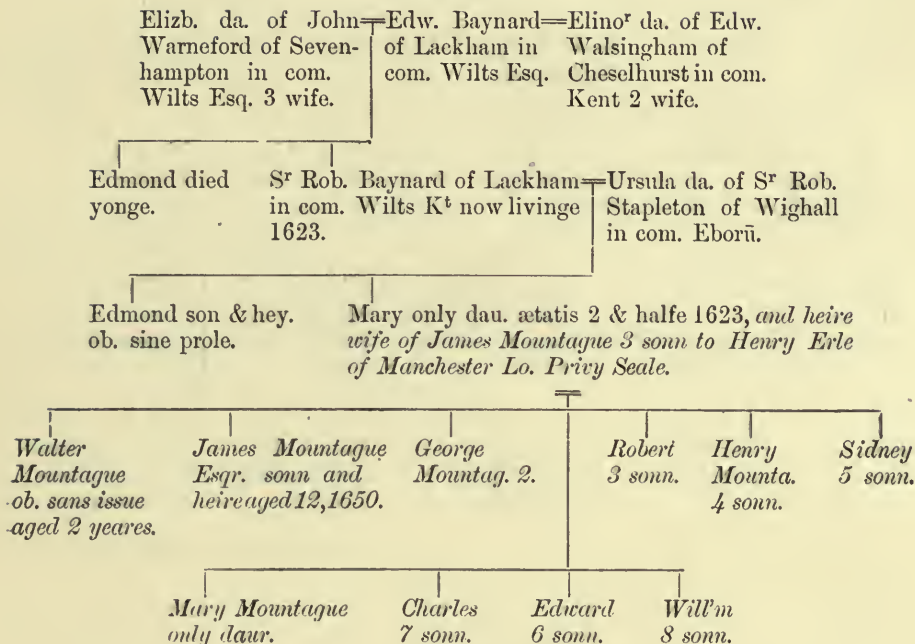 Elizb. da. of John
Warneford of Seven-
hampton in com.
Wilts Esq. 3 wife.
Edw. Baynard
of Lackham in
com. Wilts Esq.
Elinoʳ da. of Edw.
Walsingham of
Cheselhurst in com.
Kent 2 wife.
Edmond died
yonge.
Sʳ Rob. Baynard of Lackham
in com. Wilts Kᵗ now livinge
1623.
Ursula da. of Sʳ Rob.
Stapleton of Wighall
in com. Eborū.
Edmond son & hey.
ob. sine prole.
Mary only dau. ætatis 2 & halfe 1623, and heire
wife of James Mountague 3 sonn to Henry Erle
of Manchester Lo. Privy Seale.
Walter
Mountague
ob. sans issue
aged 2 yeares.
James Mountague
Esqr. sonn and
heire aged 12, 1650.
George
Mountag. 2.
Robert
3 sonn.
Henry
Mounta.
4 sonn.
Sidney
5 sonn.
Mary Mountague
only daur.
Charles
7 sonn.
Edward
6 sonn.
Will'm
8 sonn.